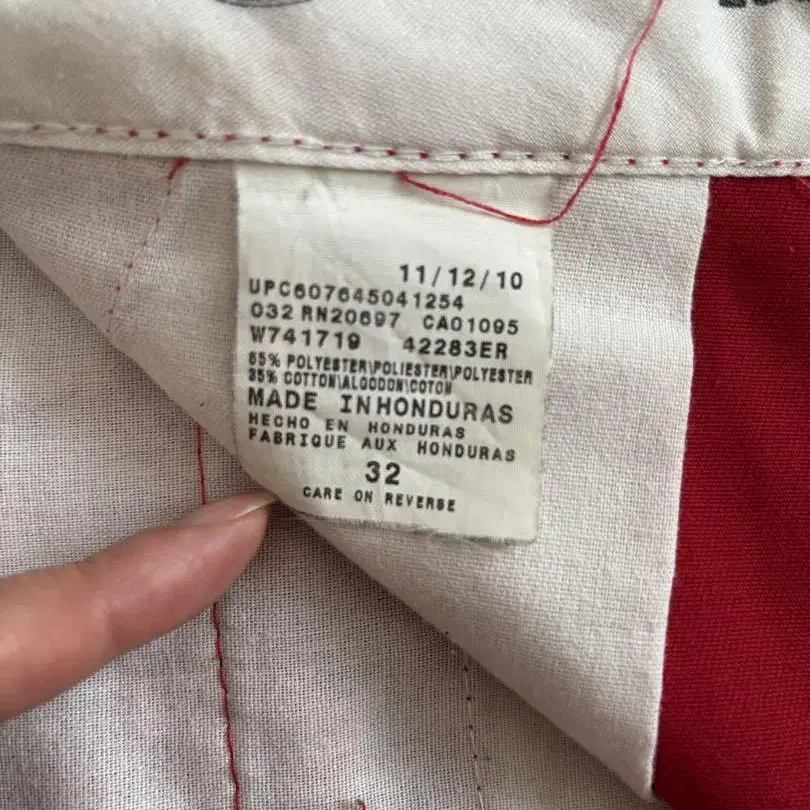 11/12/10
UPC607645041254
032 RN20697 CA01095
W741719 42283ER
65% POLYESTER\POLIESTER\POLYESTER
35% COTTON\ALGODON\COTON
MADE IN HONDURAS
HECHO EN HONDURAS
FABRIQUE AUX HONDURAS
32
CARE ON REVERSE